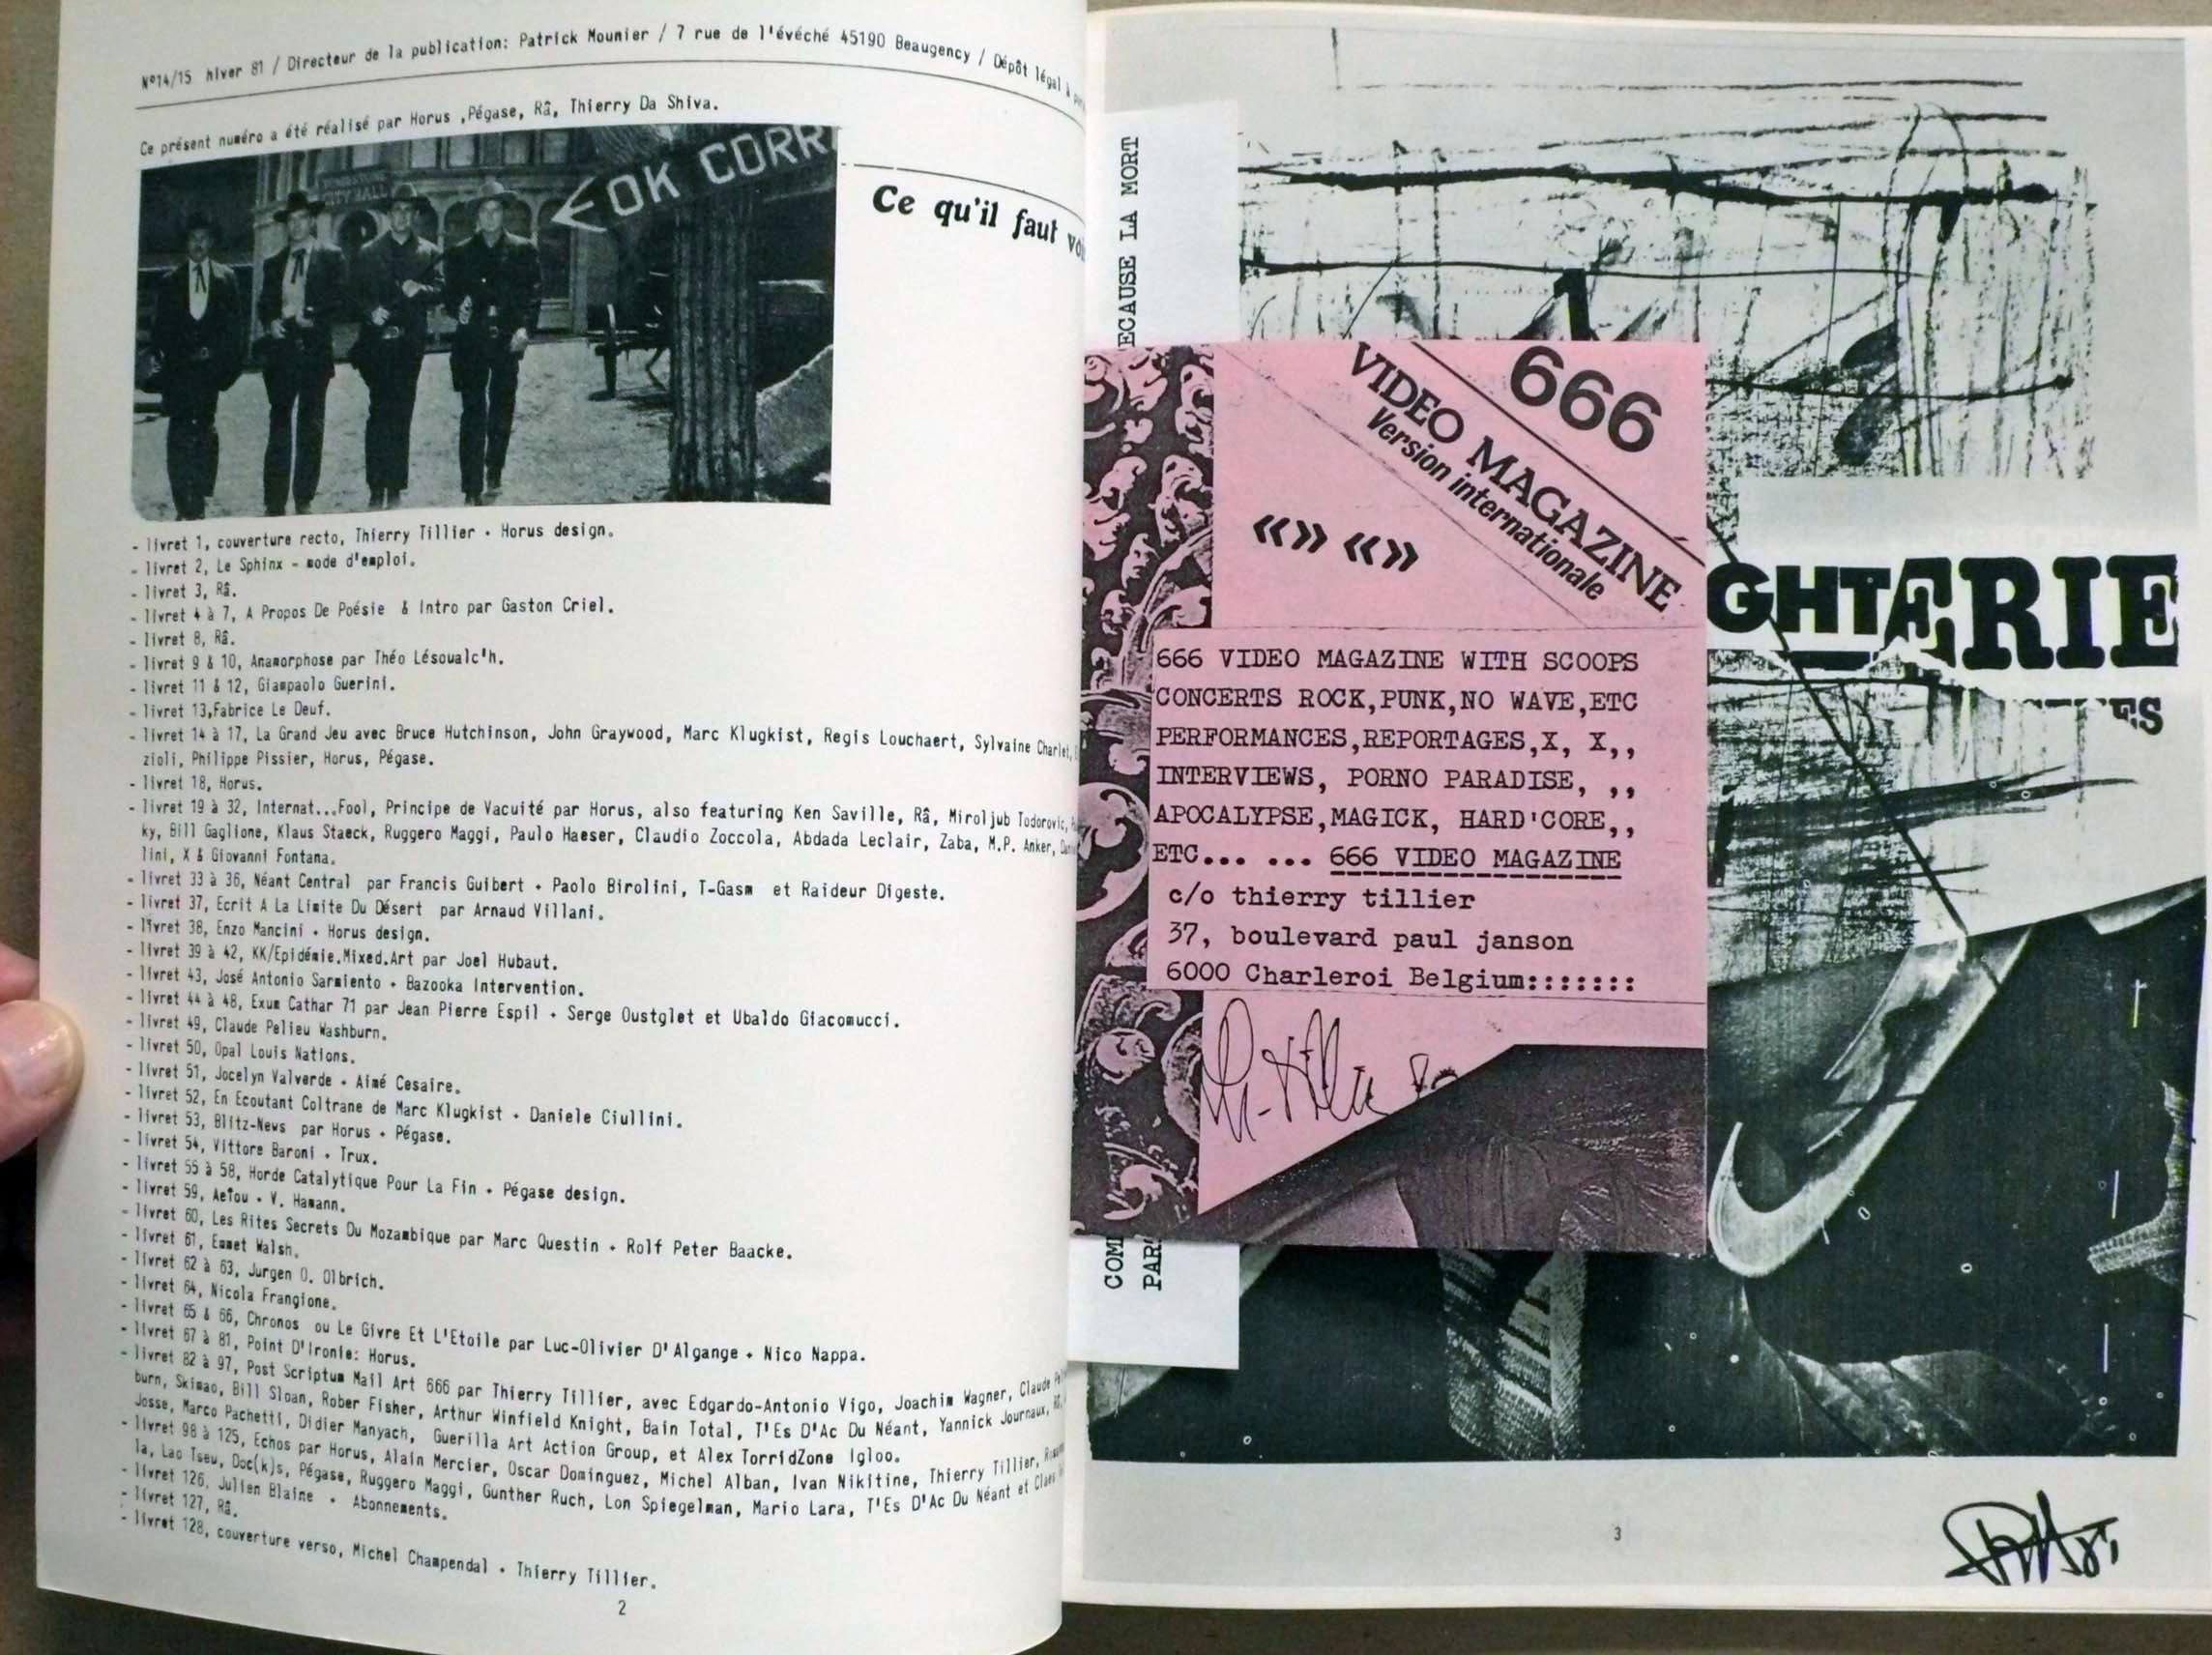 N°14/15 hiver 81 / Directeur de la publication: Patrick Mounier / 7 rue de l'évéché 45190 Beaugency / Dépôt légal à
Ce présent numéro a été réalisé par Horus ,Pégase, Râ, Thierry Da Shiva.
CITY HALL
OK CORR
Ce qu'il faut
- livret 1, couverture recto, Thierry Tillier + Horus design.
- livret 2, Le Sphinx - mode d'emploi.
- livret 3, Râ.
- livret 4 à 7, A Propos De Poésie & Intro par Gaston Criel.
- livret 8, Râ.
- livret 9 & 10, Anamorphose par Théo Lésoualc'h.
- livret 11 & 12, Giampaolo Guerini.
- livret 13,Fabrice Le Deuf.
- livret 14 à 17, La Grand Jeu avec Bruce Hutchinson, John Graywood, Marc Klugkist, Regis Louchaert, Sylvaine Charlet,
zioli, Philippe Pissier, Horus, Pégase.
- livret 18, Horus.
- livret 19 à 32, Internat...Fool, Principe de Vacuité par Horus, also featuring Ken Saville, Râ, Miroljub Todorovic,
ky, Bill Gaglione, Klaus Staeck, Ruggero Maggi, Paulo Haeser, Claudio Zoccola, Abdada Leclair, Zaba, M.P. Anker,
lini, X & Giovanni Fontana.
- livret 33 à 36, Néant Central par Francis Guibert + Paolo Birolini, T-Gasm et Raideur Digeste.
- livret 37, Ecrit A La Limite Du Désert par Arnaud Villani.
- livret 38, Enzo Mancini + Horus design.
- livret 39 à 42, KK/Epidémie.Mixed.Art par Joel Hubaut.
- livret 43, José Antonio Sarmiento + Bazooka Intervention.
- livret 44 à 48, Exum Cathar 71 par Jean Pierre Espil + Serge Oustglet et Ubaldo Giacomucci.
- livret 49, Claude Pelieu Washburn.
- livret 50, Opal Louis Nations.
- livret 51, Jocelyn Valverde + Aimé Cesaire.
- livret 52, En Ecoutant Coltrane de Marc Klugkist + Daniele Ciullini.
- livret 53, Blitz-News par Horus + Pégase.
- livret 54, Vittore Baroni + Trux.
- livret 55 à 58, Horde Catalytique Pour La Fin + Pégase design.
- livret 59, Aeïou + V. Hamann.
- livret 60, Les Rites Secrets Du Mozambique par Marc Questin + Rolf Peter Baacke.
- livret 61, Emmet Walsh.
- livret 62 à 63, Jurgen O. Olbrich.
- livret 64, Nicola Frangione.
- livret 65 & 66, Chronos ou Le Givre Et L'Etoile par Luc-Olivier D'Algange + Nico Nappa.
- livret 67 à 81, Point D'Ironie: Horus.
- livret 82 à 97, Post Scriptum Mail Art 666 par Thierry Tillier, avec Edgardo-Antonio Vigo, Joachim Wagner, Claude
burn, Skimao, Bill Sloan, Rober Fisher, Arthur Winfield Knight, Bain Total, T'Es D'Ac Du Néant, Yannick Journaux,
Josse, Marco Pachetti, Didier Manyach, Guerilla Art Action Group, et Alex TorridZone Igloo.
- livret 98 à 125, Echos par Horus, Alain Mercier, Oscar Dominguez, Michel Alban, Ivan Nikitine, Thierry Tillier,
la, Lao Tseu, Doc(k)s, Pégase, Ruggero Maggi, Gunther Ruch, Lon Spiegelman, Mario Lara, T'Es D'Ac Du Néant et
- livret 126, Julien Blaine + Abonnements.
- livret 127, Râ.
- livret 128, couverture verso, Michel Champendal + Thierry Tillier.
2
ECAUSE LA MORT
COM
PAR
666
VIDEO MAGAZINE
Version internationale
«» «»
666 VIDEO MAGAZINE WITH SCOOPS
CONCERTS ROCK,PUNK,NO WAVE,ETC
PERFORMANCES,REPORTAGES,X, X,,
INTERVIEWS, PORNO PARADISE, ,,
APOCALYPSE,MAGICK, HARD'CORE,,
ETC... ... 666 VIDEO MAGAZINE
c/o thierry tillier
37, boulevard paul janson
6000 Charleroi Belgium:::::::
GHTERIE
3